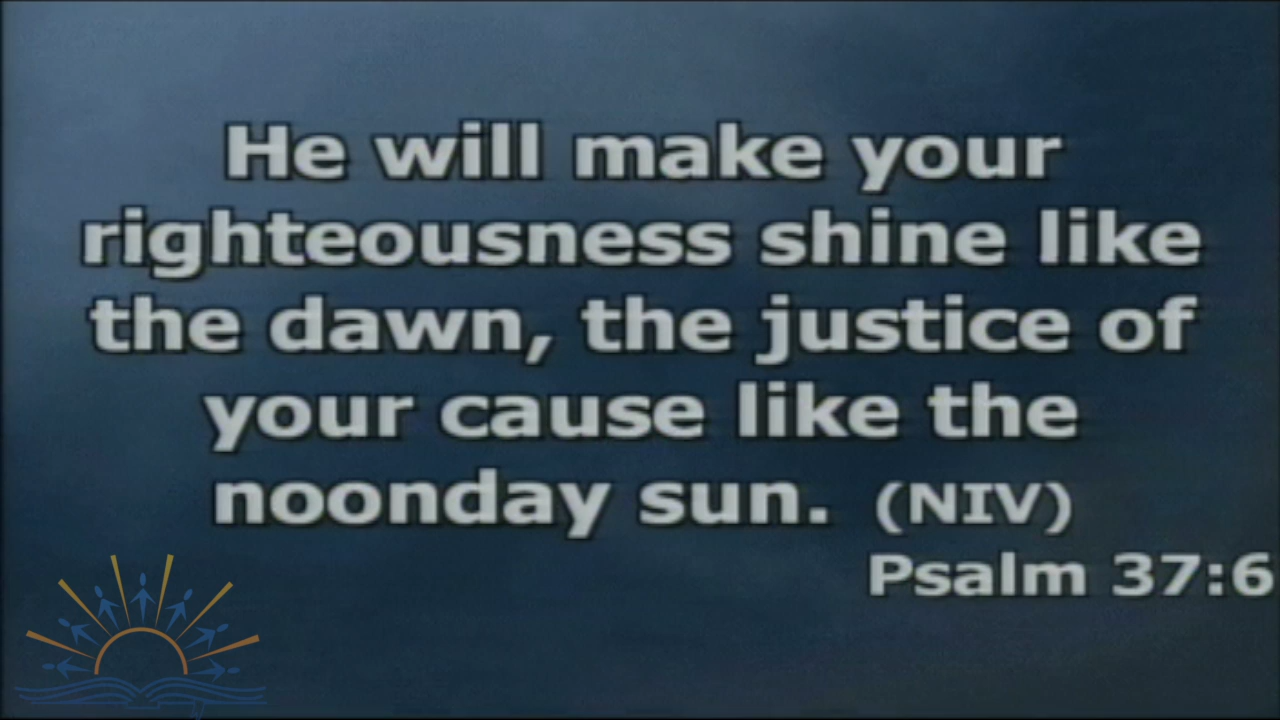 He will make your
righteousness shine like
the dawn, the justice of
your cause like the
noonday sun. (NIV)
Psalm 37:6